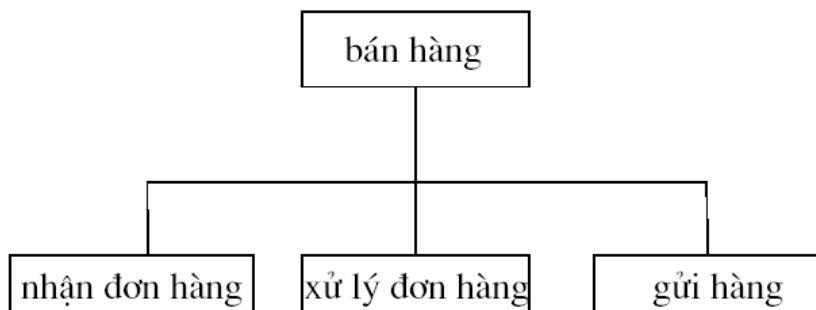 bán hàng
nhận đơn hàng
xử lý đơn hàng
gửi hàng